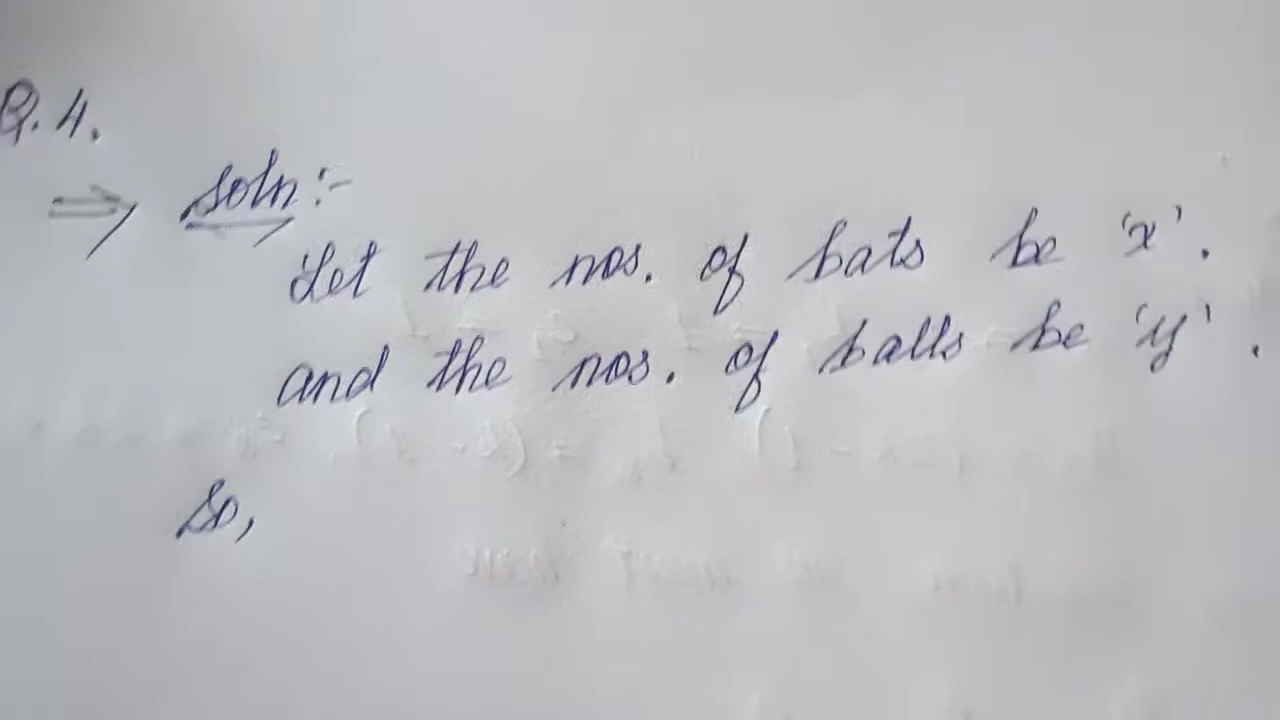 Q.4.
⇒ Soln:-
Let the nos. of bats be 'x'.
and the nos. of balls be 'y'.
So,